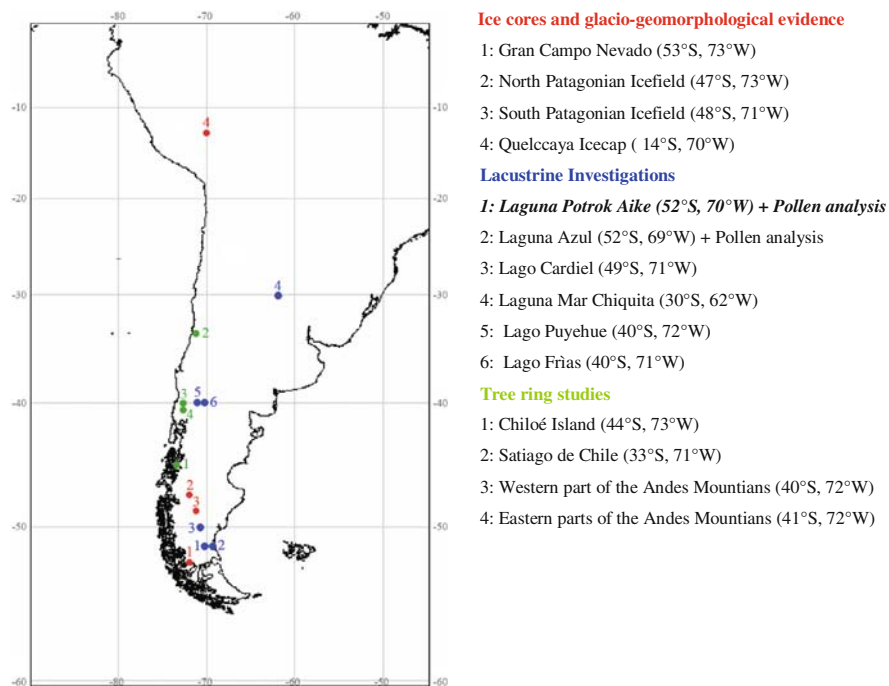 -80 -70 -60 -50
-10 -10
-20 -20
-30 -30
-40 -40
-50 -50
-60 -60
-80 -70 -60 -50
4
4
2
3
5 6
4
1
2
3
3
1 2
1
Ice cores and glacio-geomorphological evidence
1: Gran Campo Nevado (53°S, 73°W)
2: North Patagonian Icefield (47°S, 73°W)
3: South Patagonian Icefield (48°S, 71°W)
4: Quelccaya Icecap ( 14°S, 70°W)
Lacustrine Investigations
1: Laguna Potrok Aike (52°S, 70°W) + Pollen analysis
2: Laguna Azul (52°S, 69°W) + Pollen analysis
3: Lago Cardiel (49°S, 71°W)
4: Laguna Mar Chiquita (30°S, 62°W)
5: Lago Puyehue (40°S, 72°W)
6: Lago Frìas (40°S, 71°W)
Tree ring studies
1: Chiloé Island (44°S, 73°W)
2: Satiago de Chile (33°S, 71°W)
3: Western part of the Andes Mountians (40°S, 72°W)
4: Eastern parts of the Andes Mountians (41°S, 72°W)